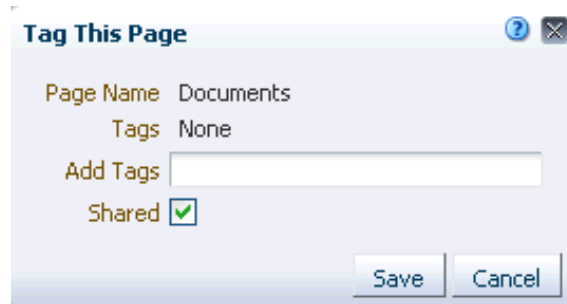 Tag This Page
Page Name Documents
Tags None
Add Tags
Shared
Save Cancel